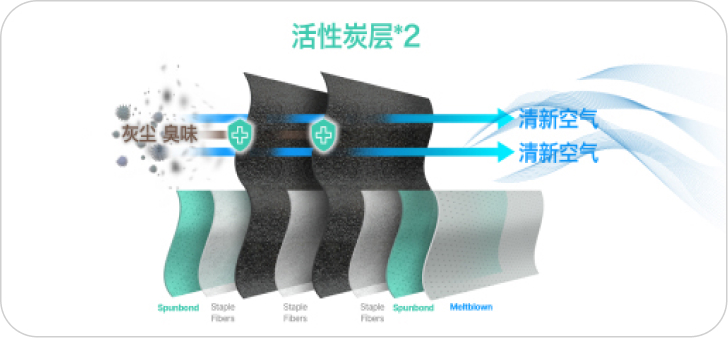 活性炭层*2
灰尘 臭味
清新空气
清新空气
Spunbond
Staple
Fibers
Staple
Fibers
Staple
Fibers
Spunbond
Meltblown